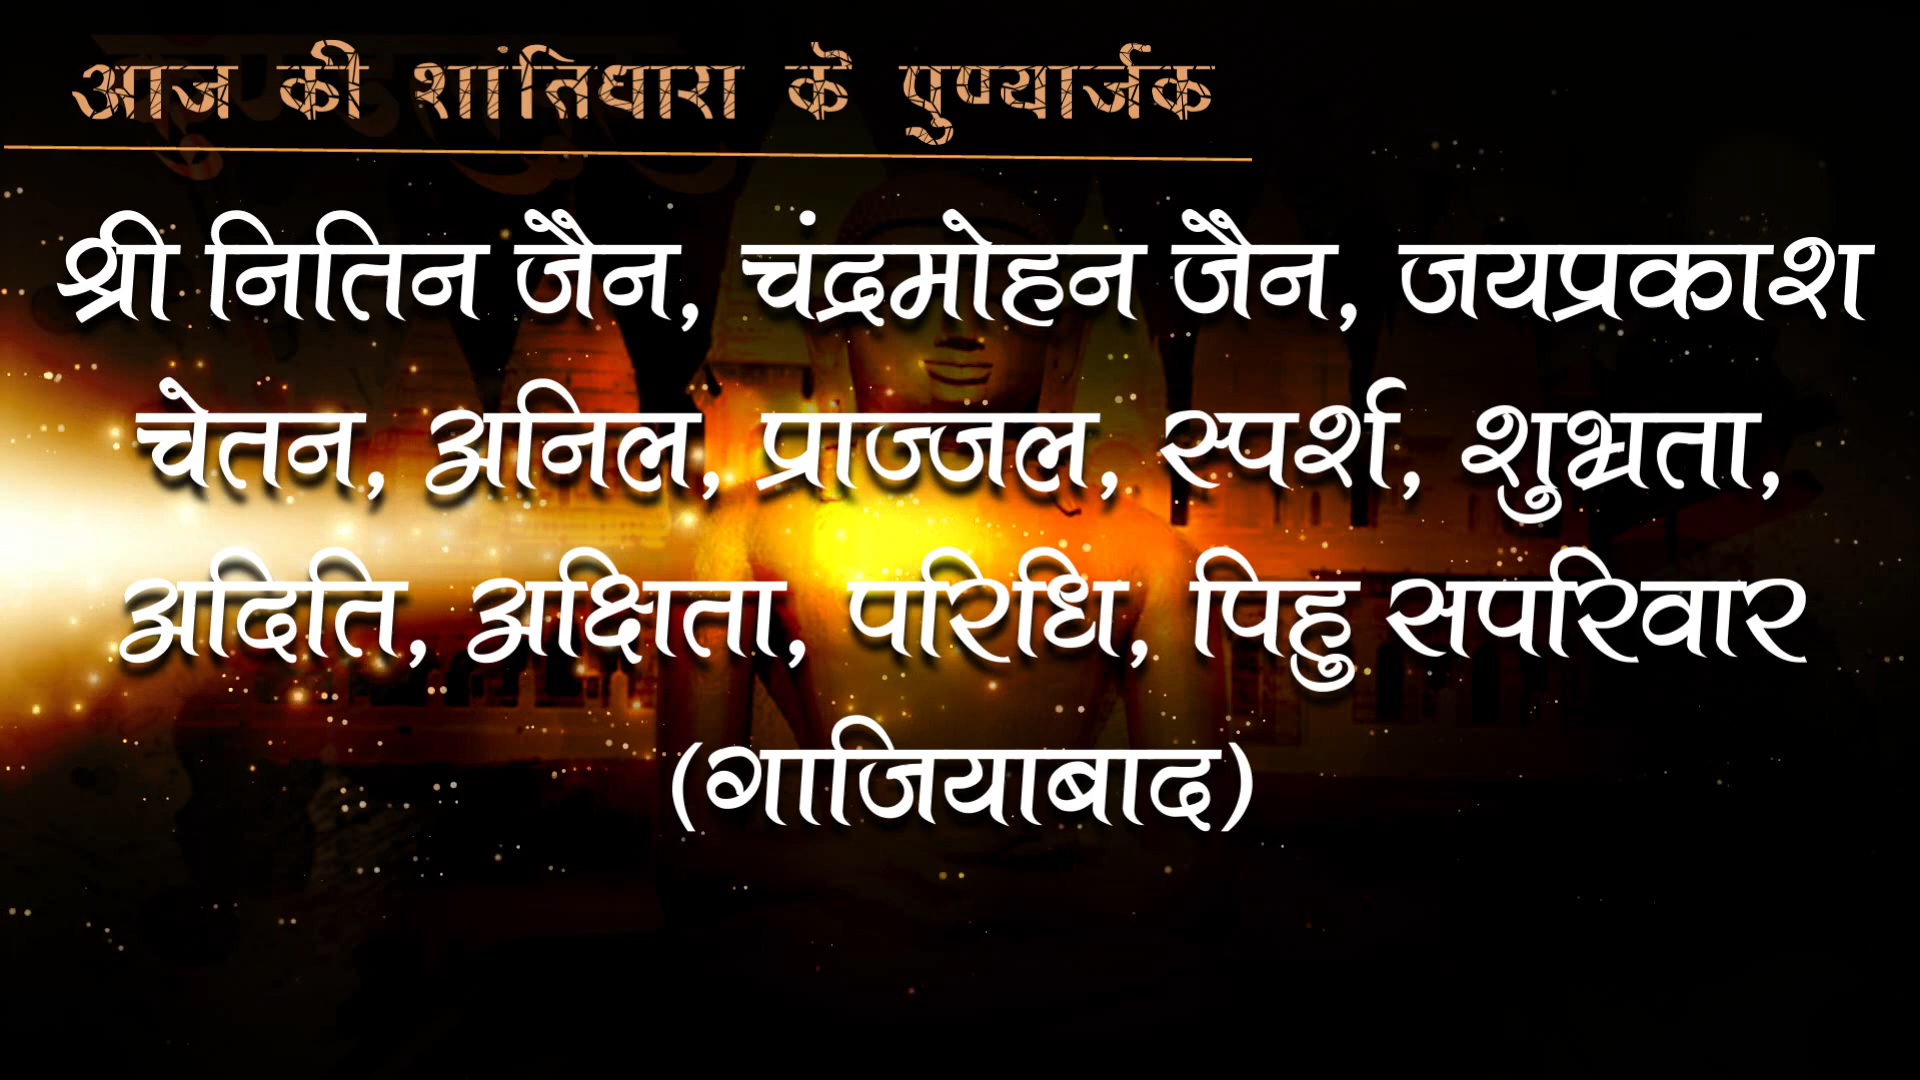 आज की शांतिधारा के पुण्यार्जक
श्री नितिन जैन, चंद्रमोहन जैन, जयप्रकाश
चेतन, अनिल, प्राज्जल, स्पर्श, शुभ्रता,
अदिति, अक्षिता, परिधि, पिहु सपरिवार
(गाजियाबाद)